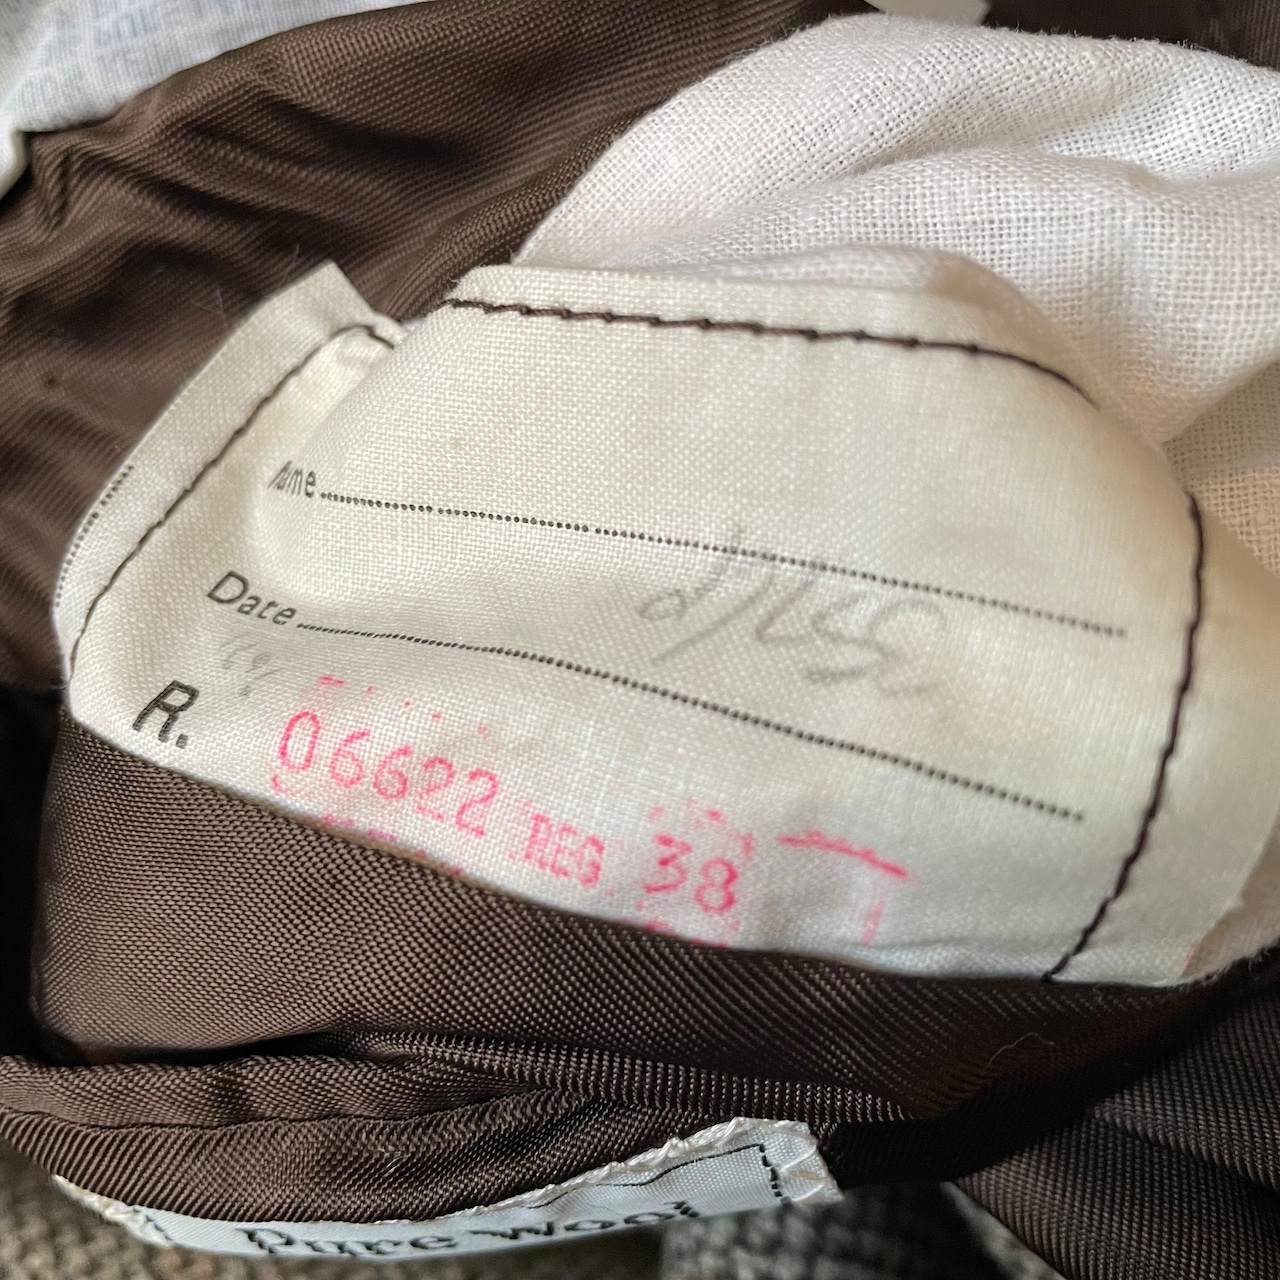 Name
Date
R.
06622 REG. 38
Pure Wool